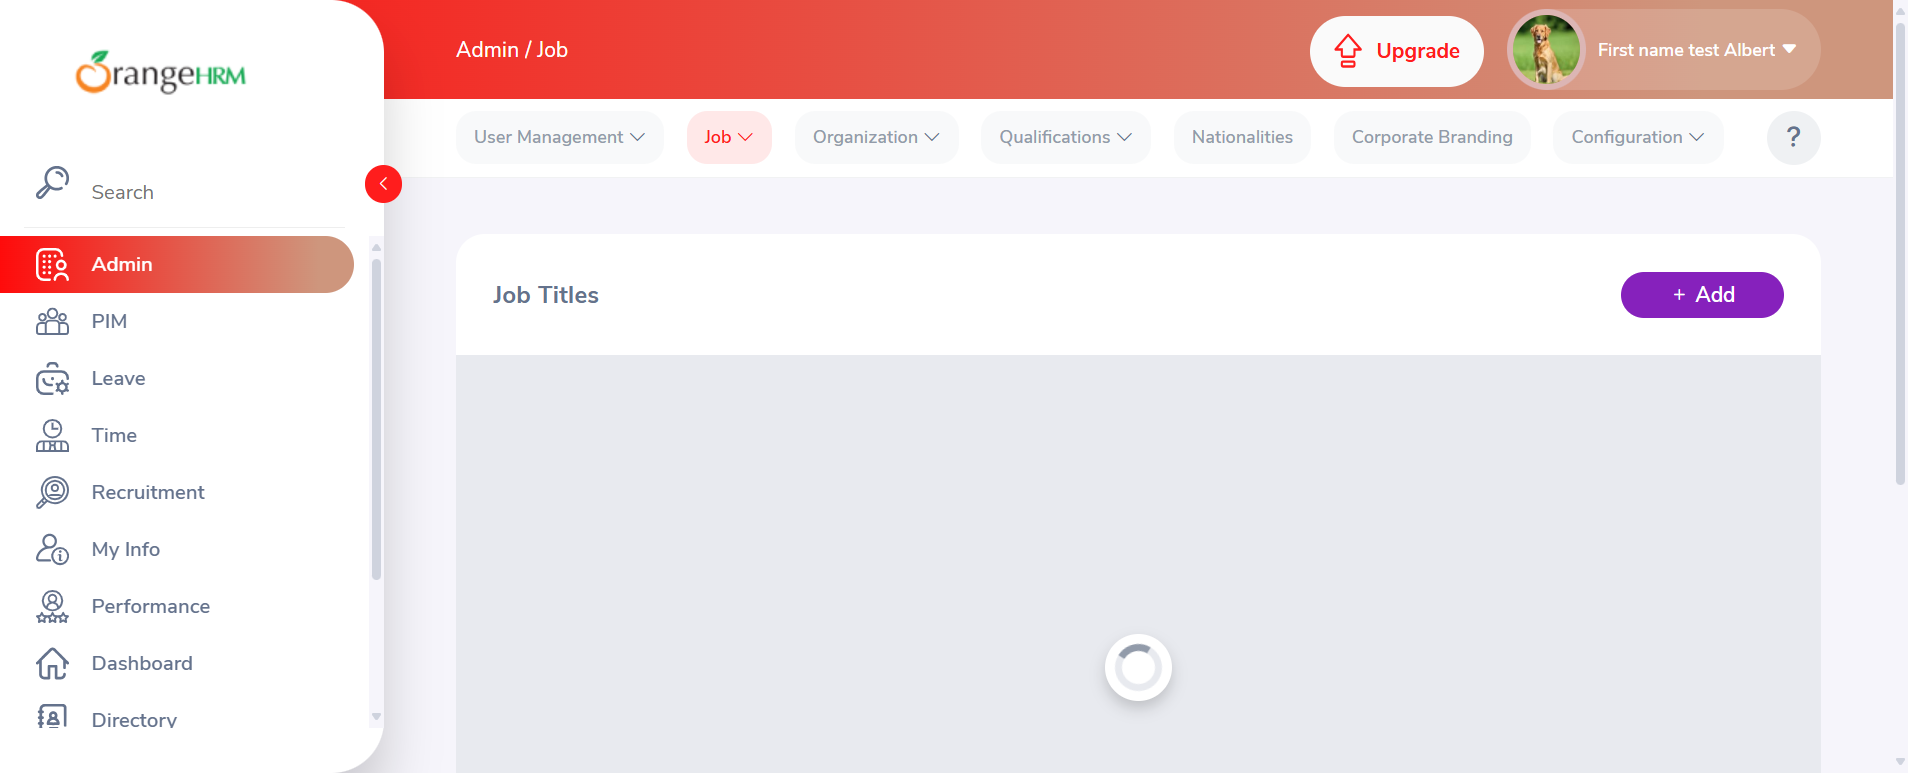 OrangeHRM
Search
Admin
PIM
Leave
Time
Recruitment
My Info
Performance
Dashboard
Directory
Admin / Job
Upgrade
First name test Albert
User Management
Job
Organization
Qualifications
Nationalities
Corporate Branding
Configuration
?
Job Titles
+ Add